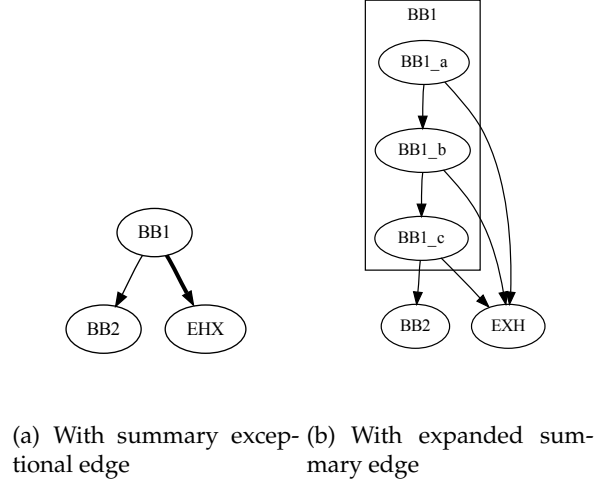 BB1
BB2
EHX
BB1
BB1_a
BB1_b
BB1_c
BB2
EXH
(a) With summary excep-
tional edge
(b) With expanded sum-
mary edge